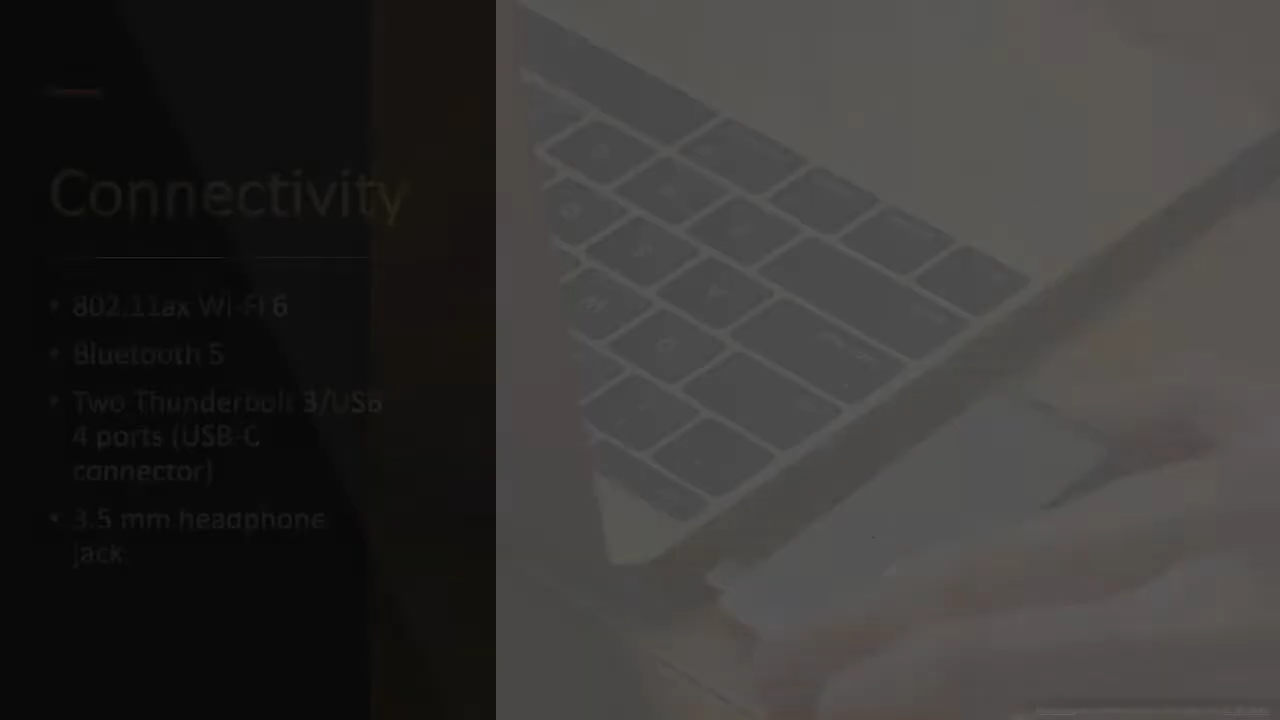 Connectivity
• 802.11ax Wi-Fi 6
• Bluetooth 5
• Two Thunderbolt 3/USB
4 ports (USB-C
connector)
• 3.5 mm headphone
jack